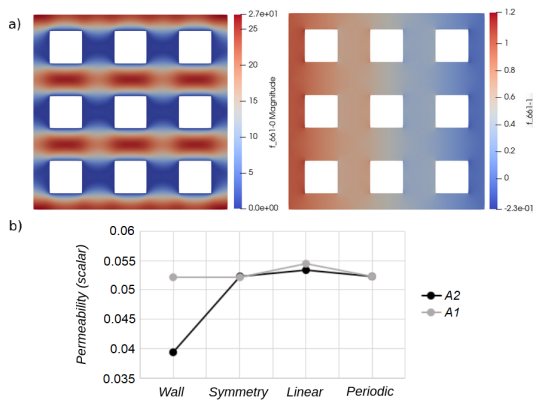 a)
2.7e+01
25
20
15
10
5
0.0e+00
f_661-0 Magnitude
1.2
1
0.8
0.6
0.4
0.2
0
-2.3e-01
f_661-1...
b)
0.06
0.055
0.05
0.045
0.04
0.035
Permeability (scalar)
Wall Symmetry Linear Periodic
A2
A1